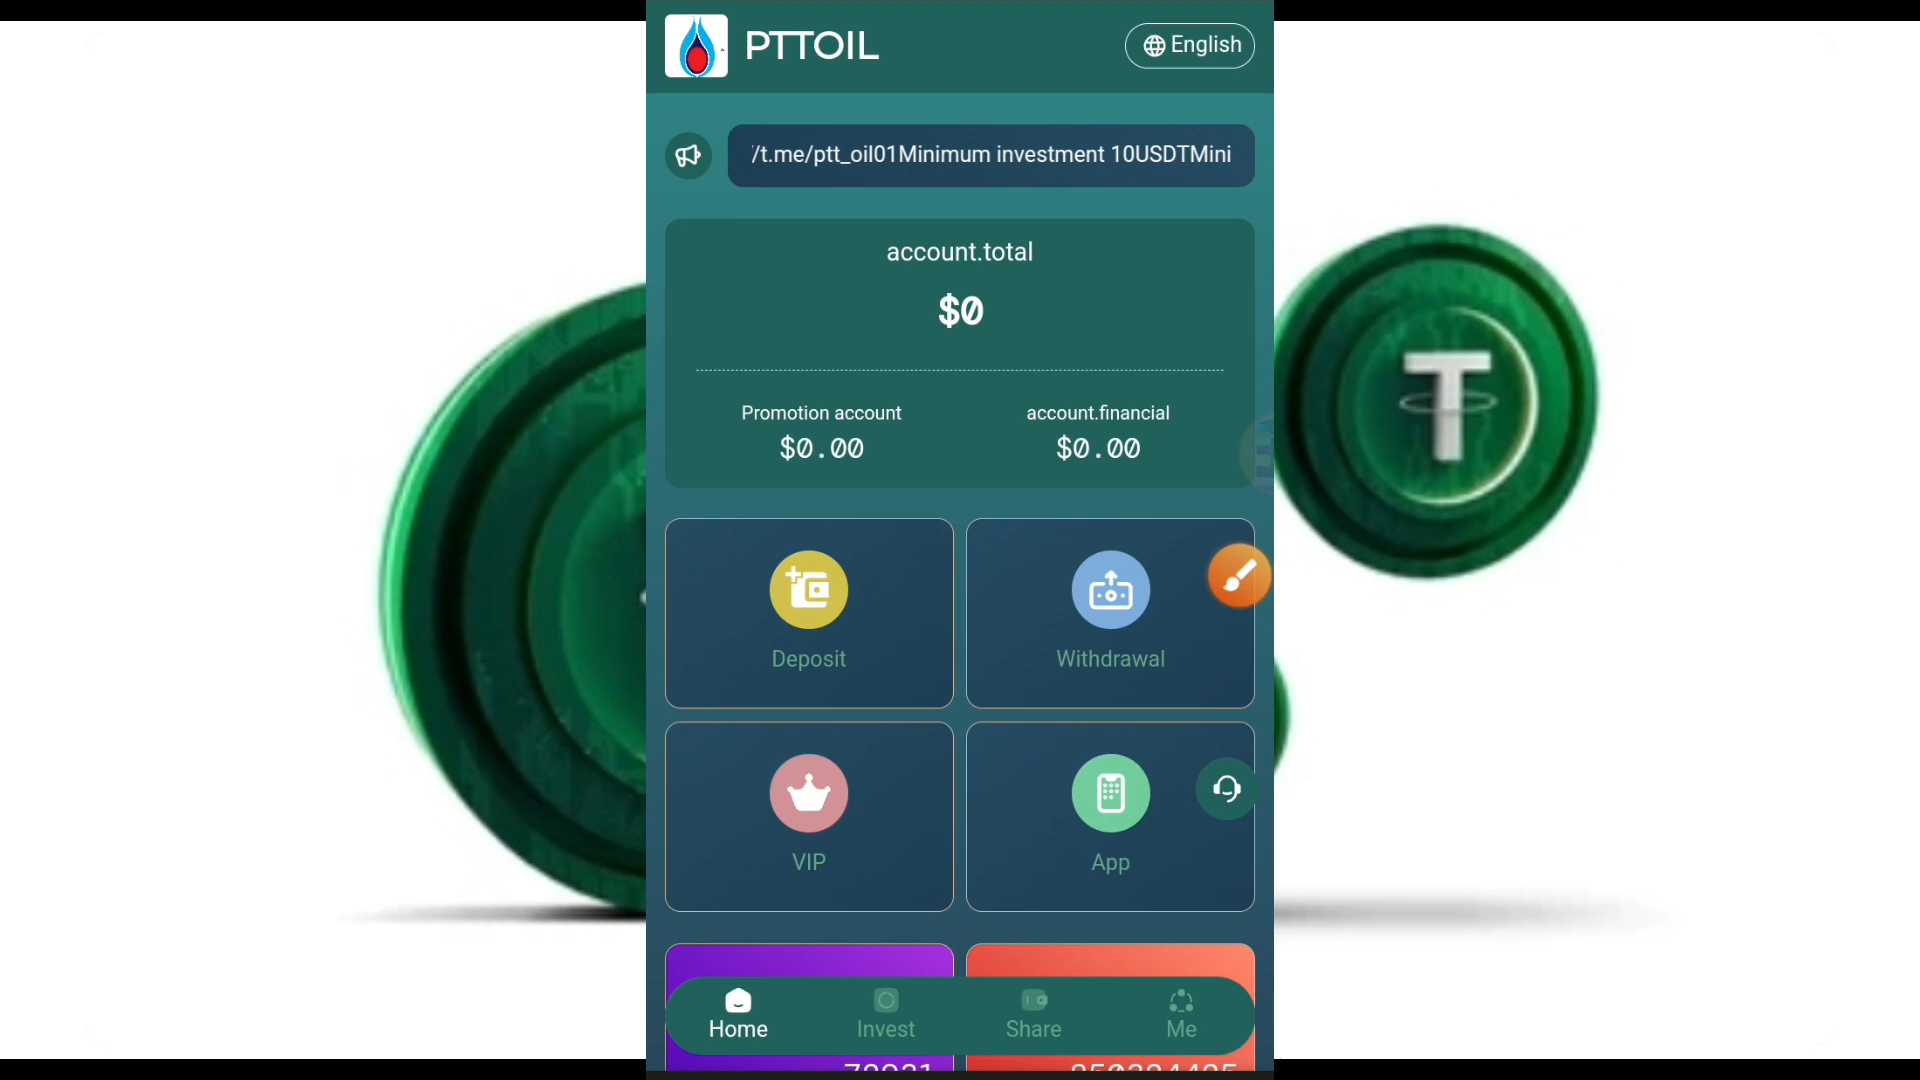 PTTOIL
English
/t.me/ptt_oil01Minimum investment 10USDTMini
account.total
$0
Promotion account
account.financial
$0.00
$0.00
Deposit
Withdrawal
VIP
App
Home
Invest
Share
Me
T